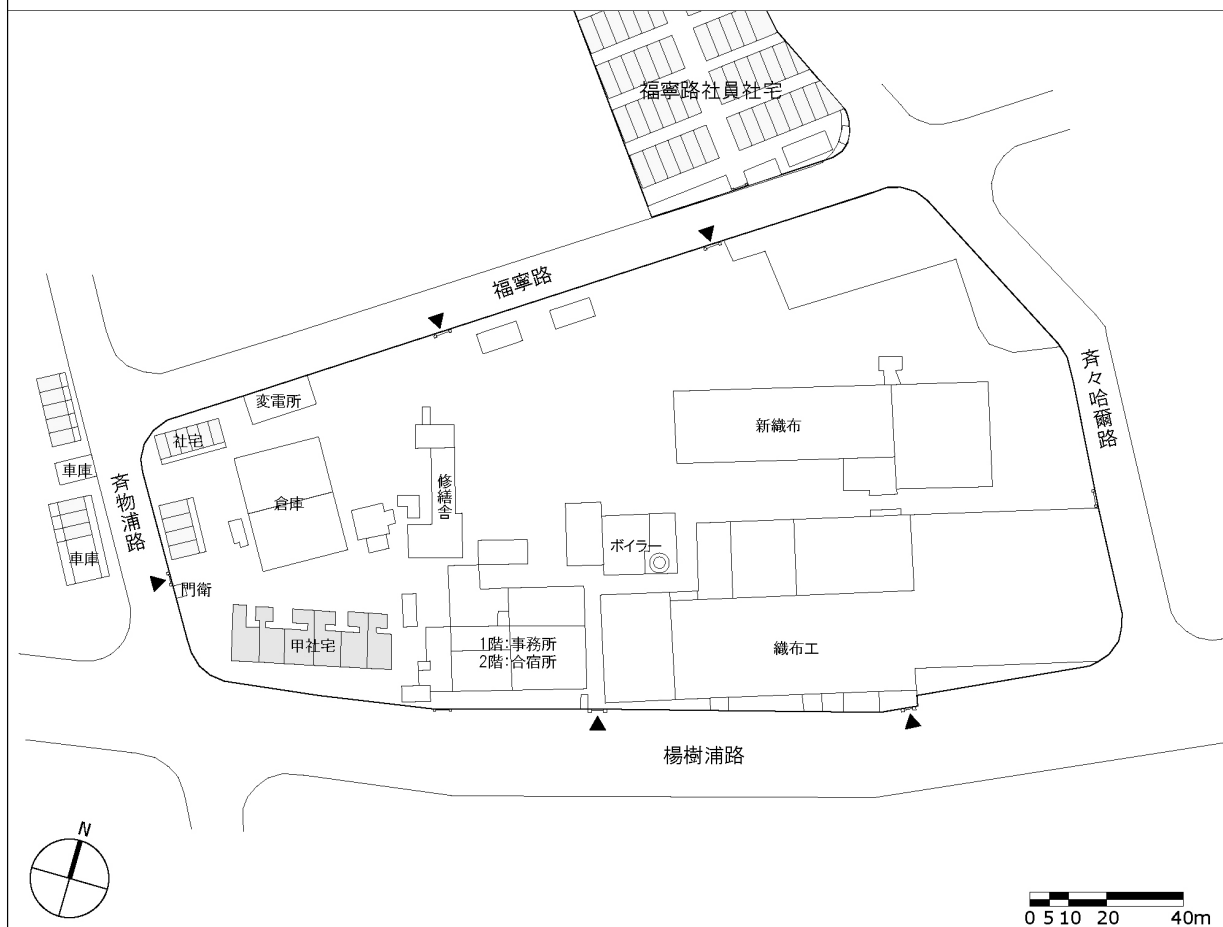 福寧路社員社宅
福寧路
変電所
社宅
車庫
斉物浦路
倉庫
修繕舎
新織布
斉々哈爾路
車庫
門衛
ボイラー
甲社宅
1階:事務所
2階:合宿所
織布工
楊樹浦路
N
0 5 10 20 40m